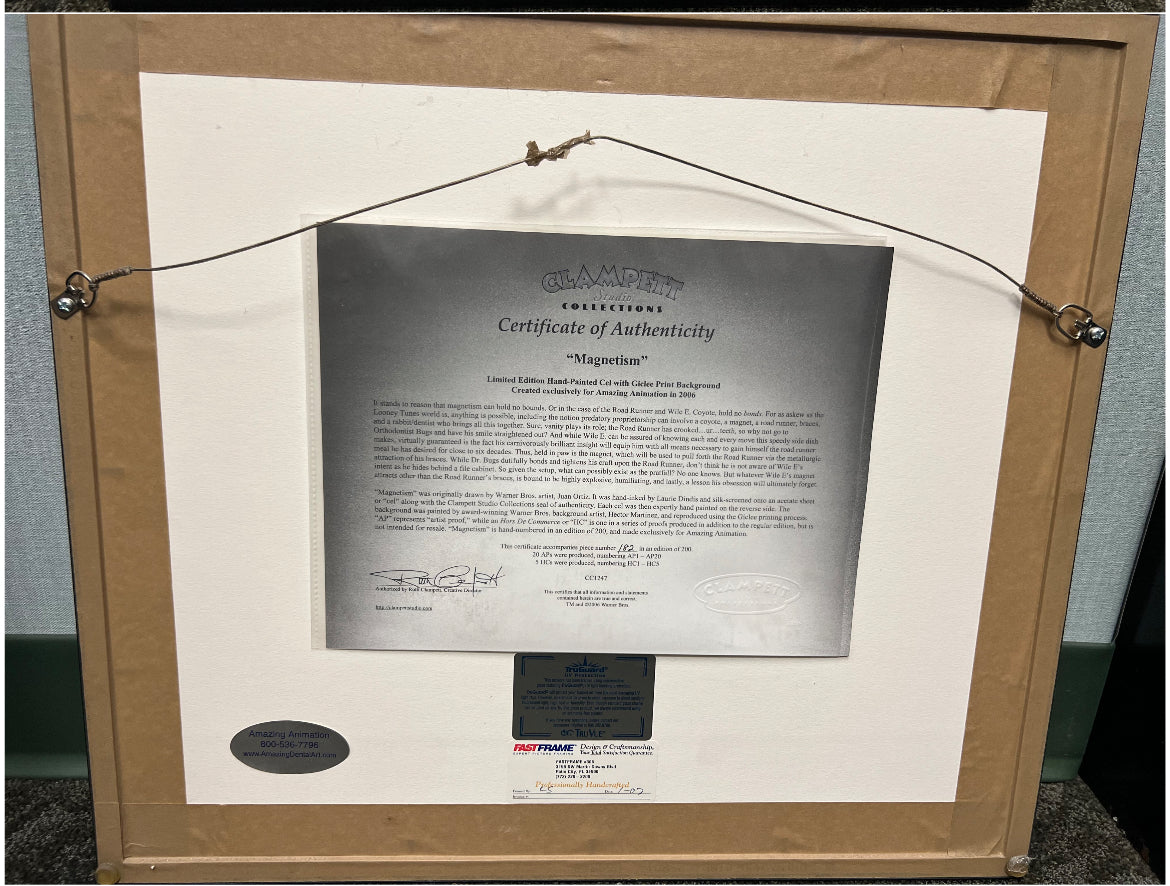 CLAMPETT
Studio
COLLECTIONS
Certificate of Authenticity
“Magnetism”
Limited Edition Hand-Painted Cel with Giclee Print Background
Created exclusively for Amazing Animation in 2006
It stands to reason that magnetism can hold no bounds. Or in the case of the Road Runner and Wile E. Coyote, hold no bonds. For as askew as the
Looney Tunes world is, anything is possible, including the notion predatory proprietorship can involve a coyote, a magnet, a road runner, braces,
and a rabbit/dentist who brings all this together. Sure, vanity plays its role; the Road Runner has crooked...ur...teeth, so why not go to
Orthodontist Bugs and have his smile straightened out? And while Wile E. can be assured of knowing each and every move this speedy side dish
makes, virtually guaranteed is the fact his carnivorously brilliant insight will equip him with all means necessary to gain himself the road runner
meal he has desired for close to six decades. Thus, held in paw is the magnet, which will be used to pull forth the Road Runner via the metallurgic
attraction of his braces. While Dr. Bugs dutifully bonds and tightens his craft upon the Road Runner, don’t think he is not aware of Wile E’s
intent as he hides behind a file cabinet. So given the setup, what can possibly exist as the pratfall? No one knows. But whatever Wile E’s magnet
attracts other than the Road Runner’s braces, is bound to be highly explosive, humiliating, and lastly, a lesson his obsession will ultimately forget.
“Magnetism” was originally drawn by Warner Bros. artist, Juan Ortiz. It was hand-inked by Laurie and silk-screened onto an acetate sheet
or “cel” along with the Clampett Studio Collections seal of authenticity. Each cel was then expertly hand painted on the reverse side. The
background was painted by award-winning Warner Bros. background artist, Hector Martinez, and reproduced using the Giclee printing process.
“AP” represents “artist proof,” while an Hors De Commerce or “HC” is one in a series of proofs produced in addition to the regular edition, but is
not intended for resale. “Magnetism” is hand-numbered in an edition of 200, and made exclusively for Amazing Animation.
This certificate accompanies piece number 182 in an edition of 200.
20 APs were produced, numbering AP1 – AP20
5 HCs were produced, numbering HC1 – HC5
CC1247
Authorized by Ruth Clampett, Creative Director
This certifies that all information and statements
contained herein are true and correct.
TM and ©2006 Warner Bros.
http://clampettstudio.com
CLAMPETT
TruGuard®
UV Protection
TRU VUE
Amazing Animation
800-536-7796
www.AmazingDentalArt.com
FASTFRAME
EXPERT PICTURE FRAMING
Design & Craftsmanship.
Your Total Satisfaction Guarantee.
Professionally Handcrafted